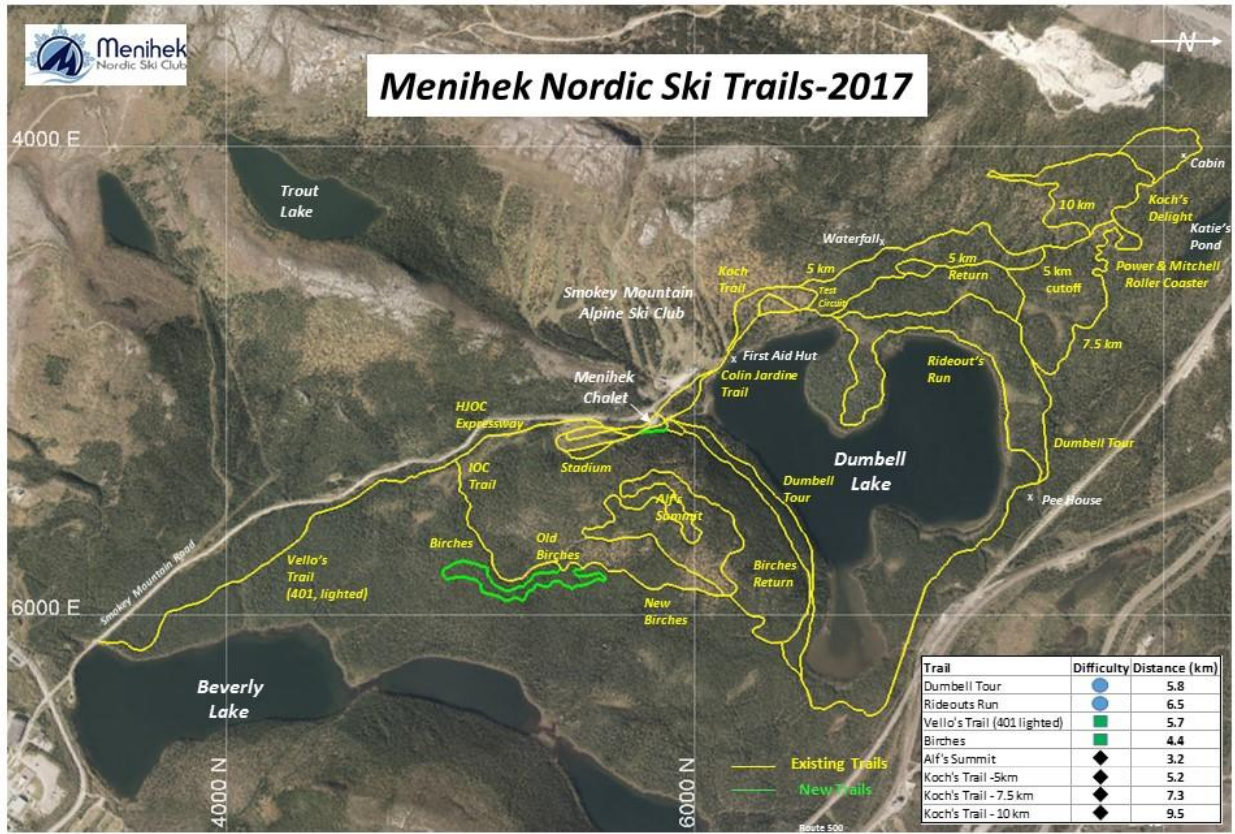 Menihek
Nordic Ski Club
Menihek Nordic Ski Trails-2017
N
4000 E
Trout
Lake
Cabin
10 km
Koch's
Delight
Katie's
Pond
Waterfall
x
x
Koch
Trail
5 km
5 km
Return
5 km
cutoff
Power & Mitchell
Roller Coaster
Test
Circuit
Smokey Mountain
Alpine Ski Club
7.5 km
x First Aid Hut
Rideout's
Run
Menihek
Chalet
Colin Jardine
Trail
HJOC
Expressway
Dumbell Tour
Stadium
IOC
Trail
Dumbell
Lake
Dumbell
Tour
x Pee House
Alf's
Summit
Birches
Old
Birches
Vello's
Trail
(401, lighted)
Birches
Return
Smokey Mountain Road
6000 E
New
Birches
Beverly
Lake
4000 N
6000 N
Existing Trails
New Trails
Route 500
Trail Difficulty Distance (km)
Dumbell Tour 5.8
Rideouts Run 6.5
Vello's Trail (401 lighted) 5.7
Birches 4.4
Alf's Summit 3.2
Koch's Trail -5km 5.2
Koch's Trail - 7.5 km 7.3
Koch's Trail - 10 km 9.5